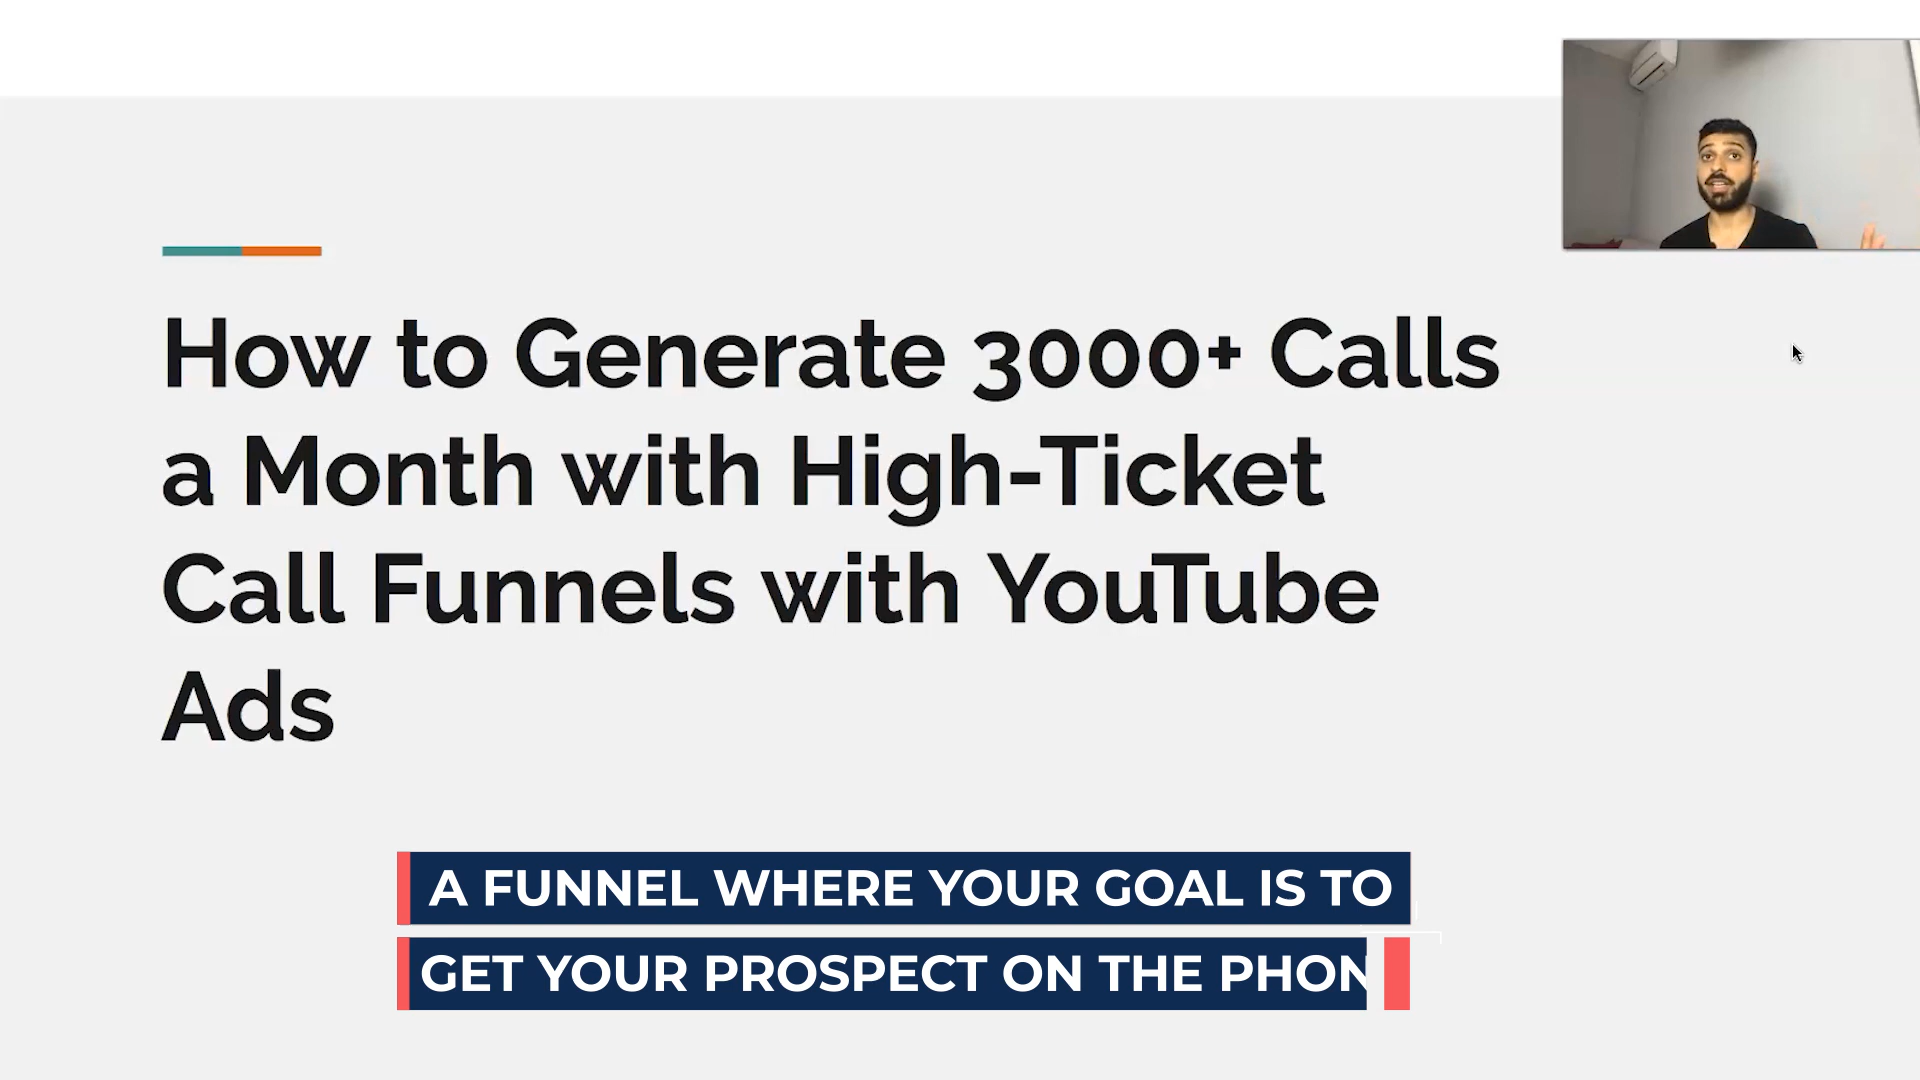 How to Generate 3000+ Calls
a Month with High-Ticket
Call Funnels with YouTube
Ads
A FUNNEL WHERE YOUR GOAL IS TO
GET YOUR PROSPECT ON THE PHON